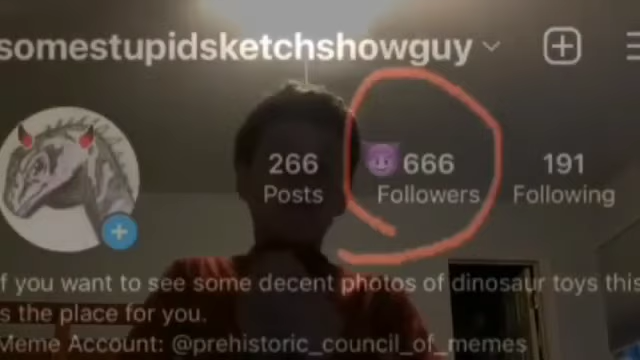 somestupidsketchshowguy
266 😈666 191
Posts Followers Following
f you want to see some decent photos of dinosaur toys this
s the place for you.
Meme Account: @prehistoric_council_of_memes